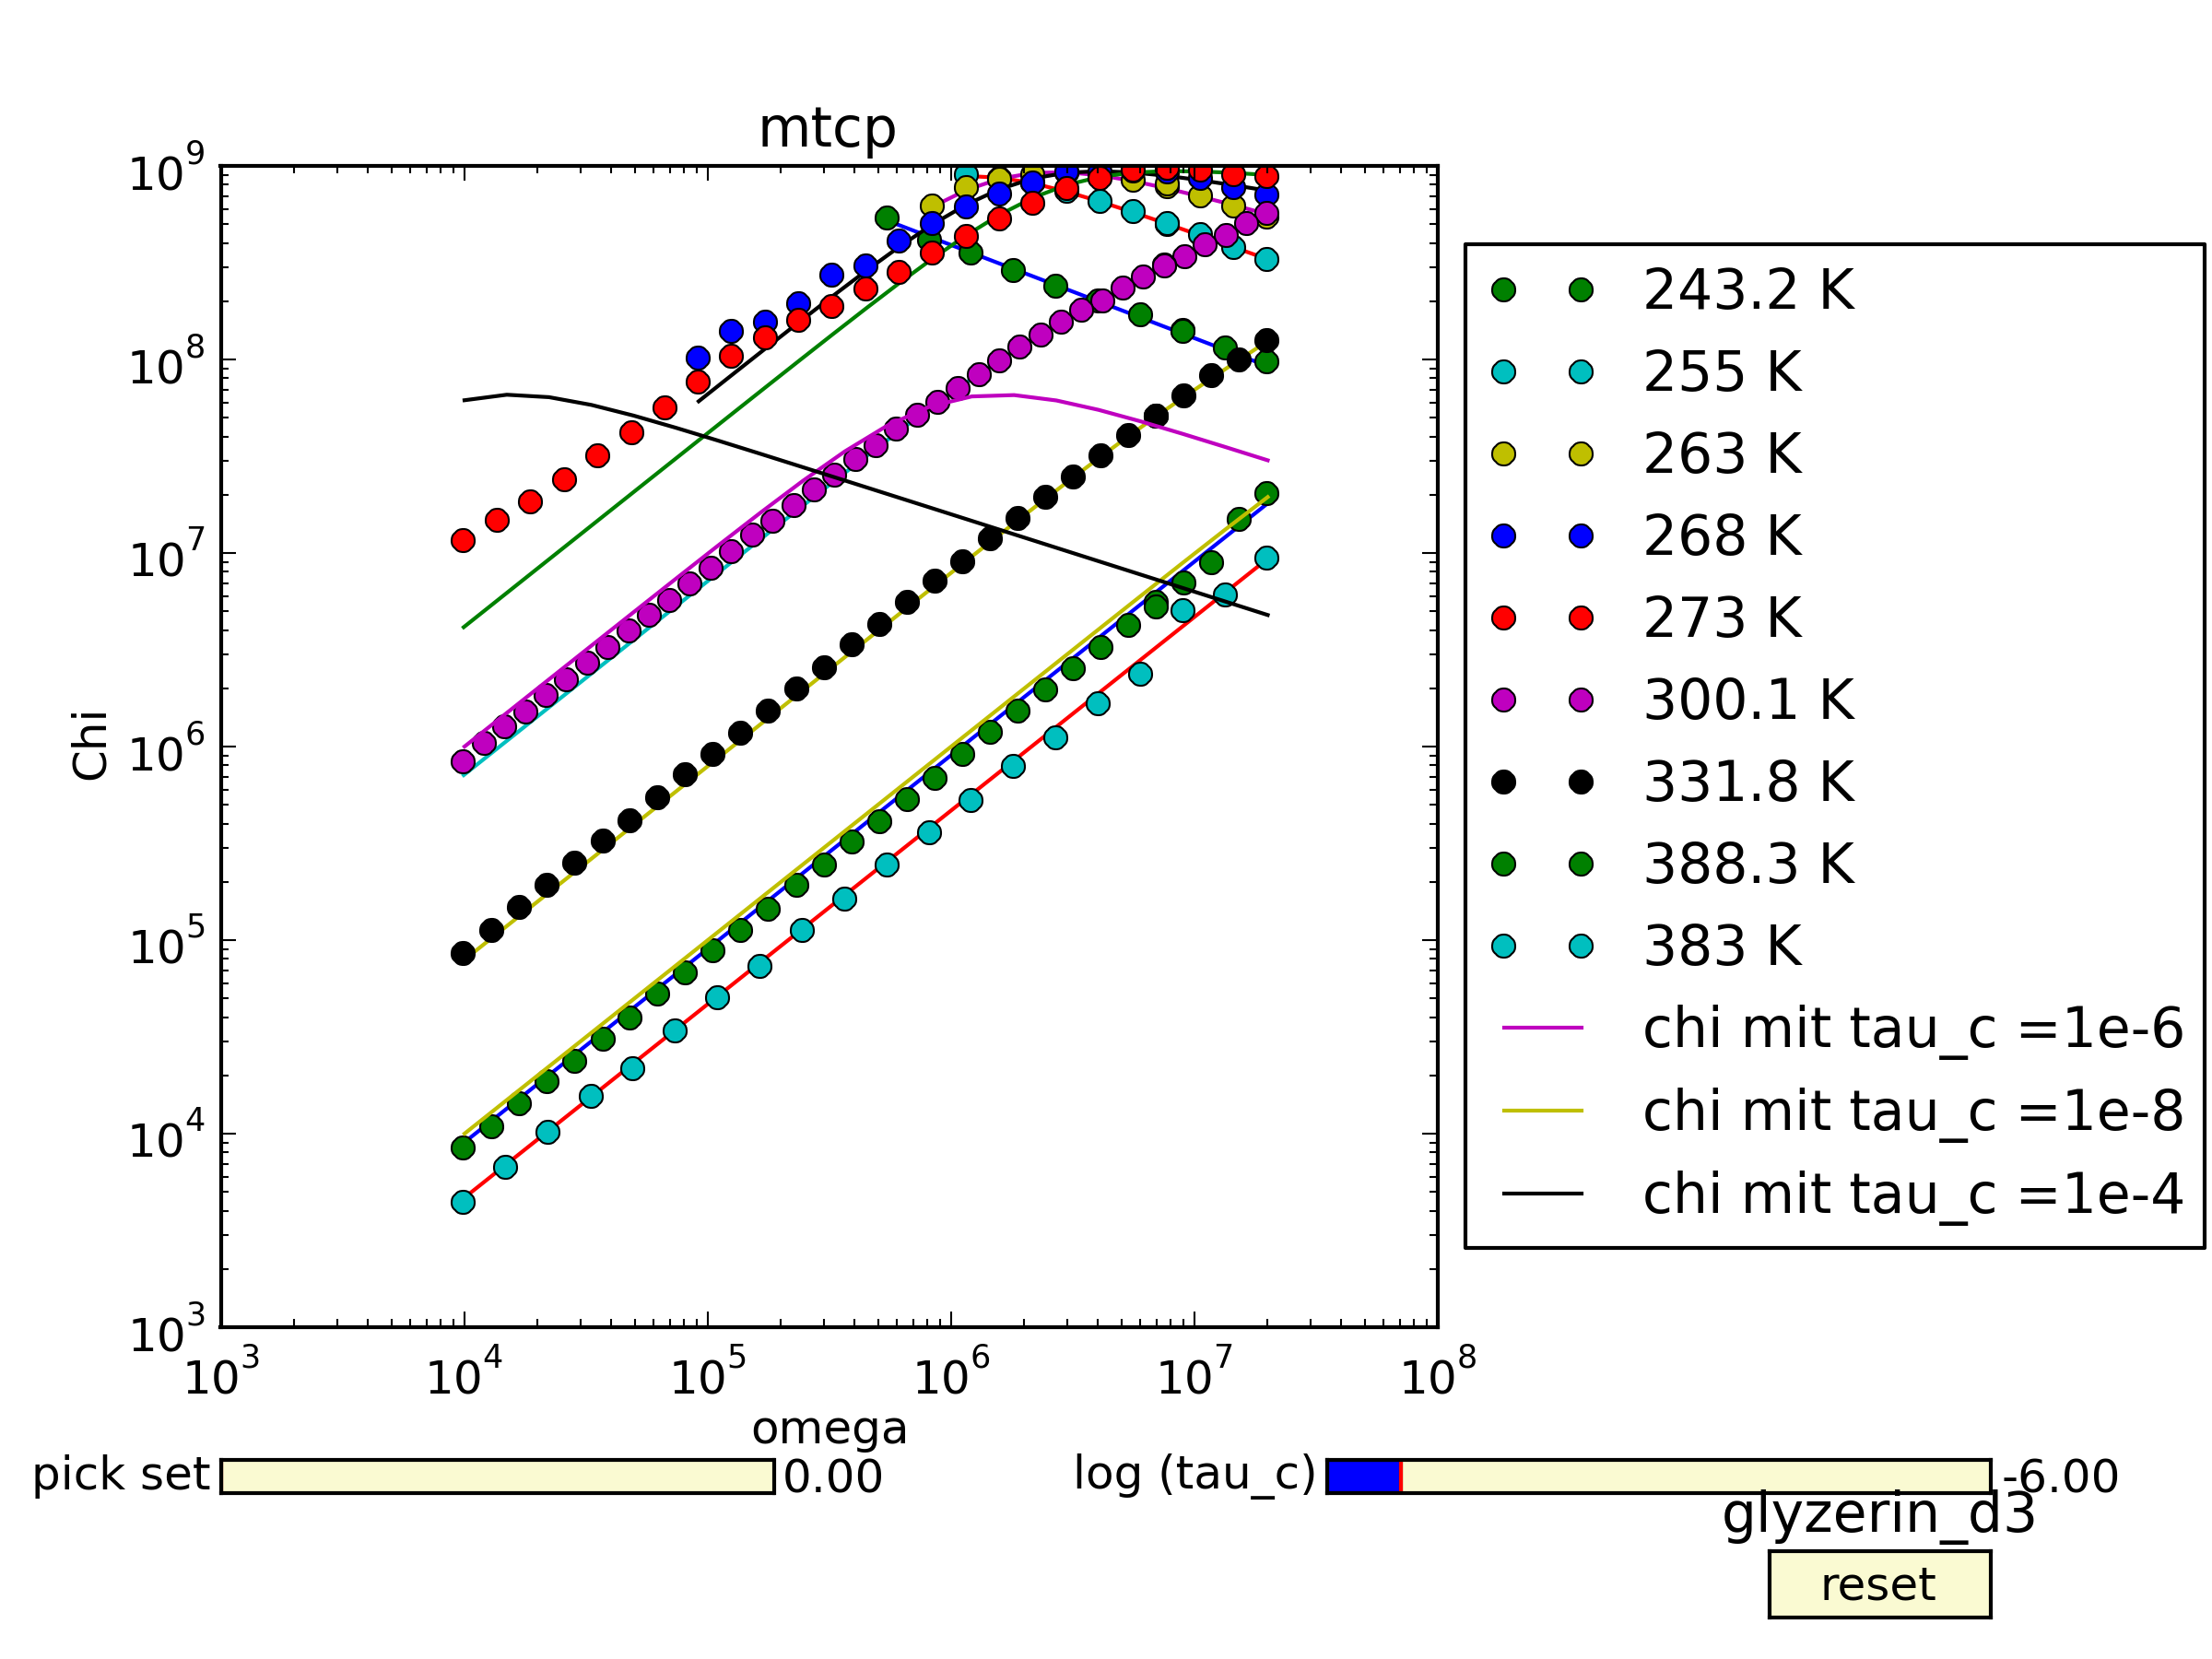 mtcp
10^9
10^8
10^7
10^6
10^5
10^4
10^3
Chi
10^3 10^4 10^5 10^6 10^7 10^8
omega
243.2 K
255 K
263 K
268 K
273 K
300.1 K
331.8 K
388.3 K
383 K
chi mit tau_c =1e-6
chi mit tau_c =1e-8
chi mit tau_c =1e-4
pick set 0.00
log (tau_c) -6.00
glyzerin_d3
reset